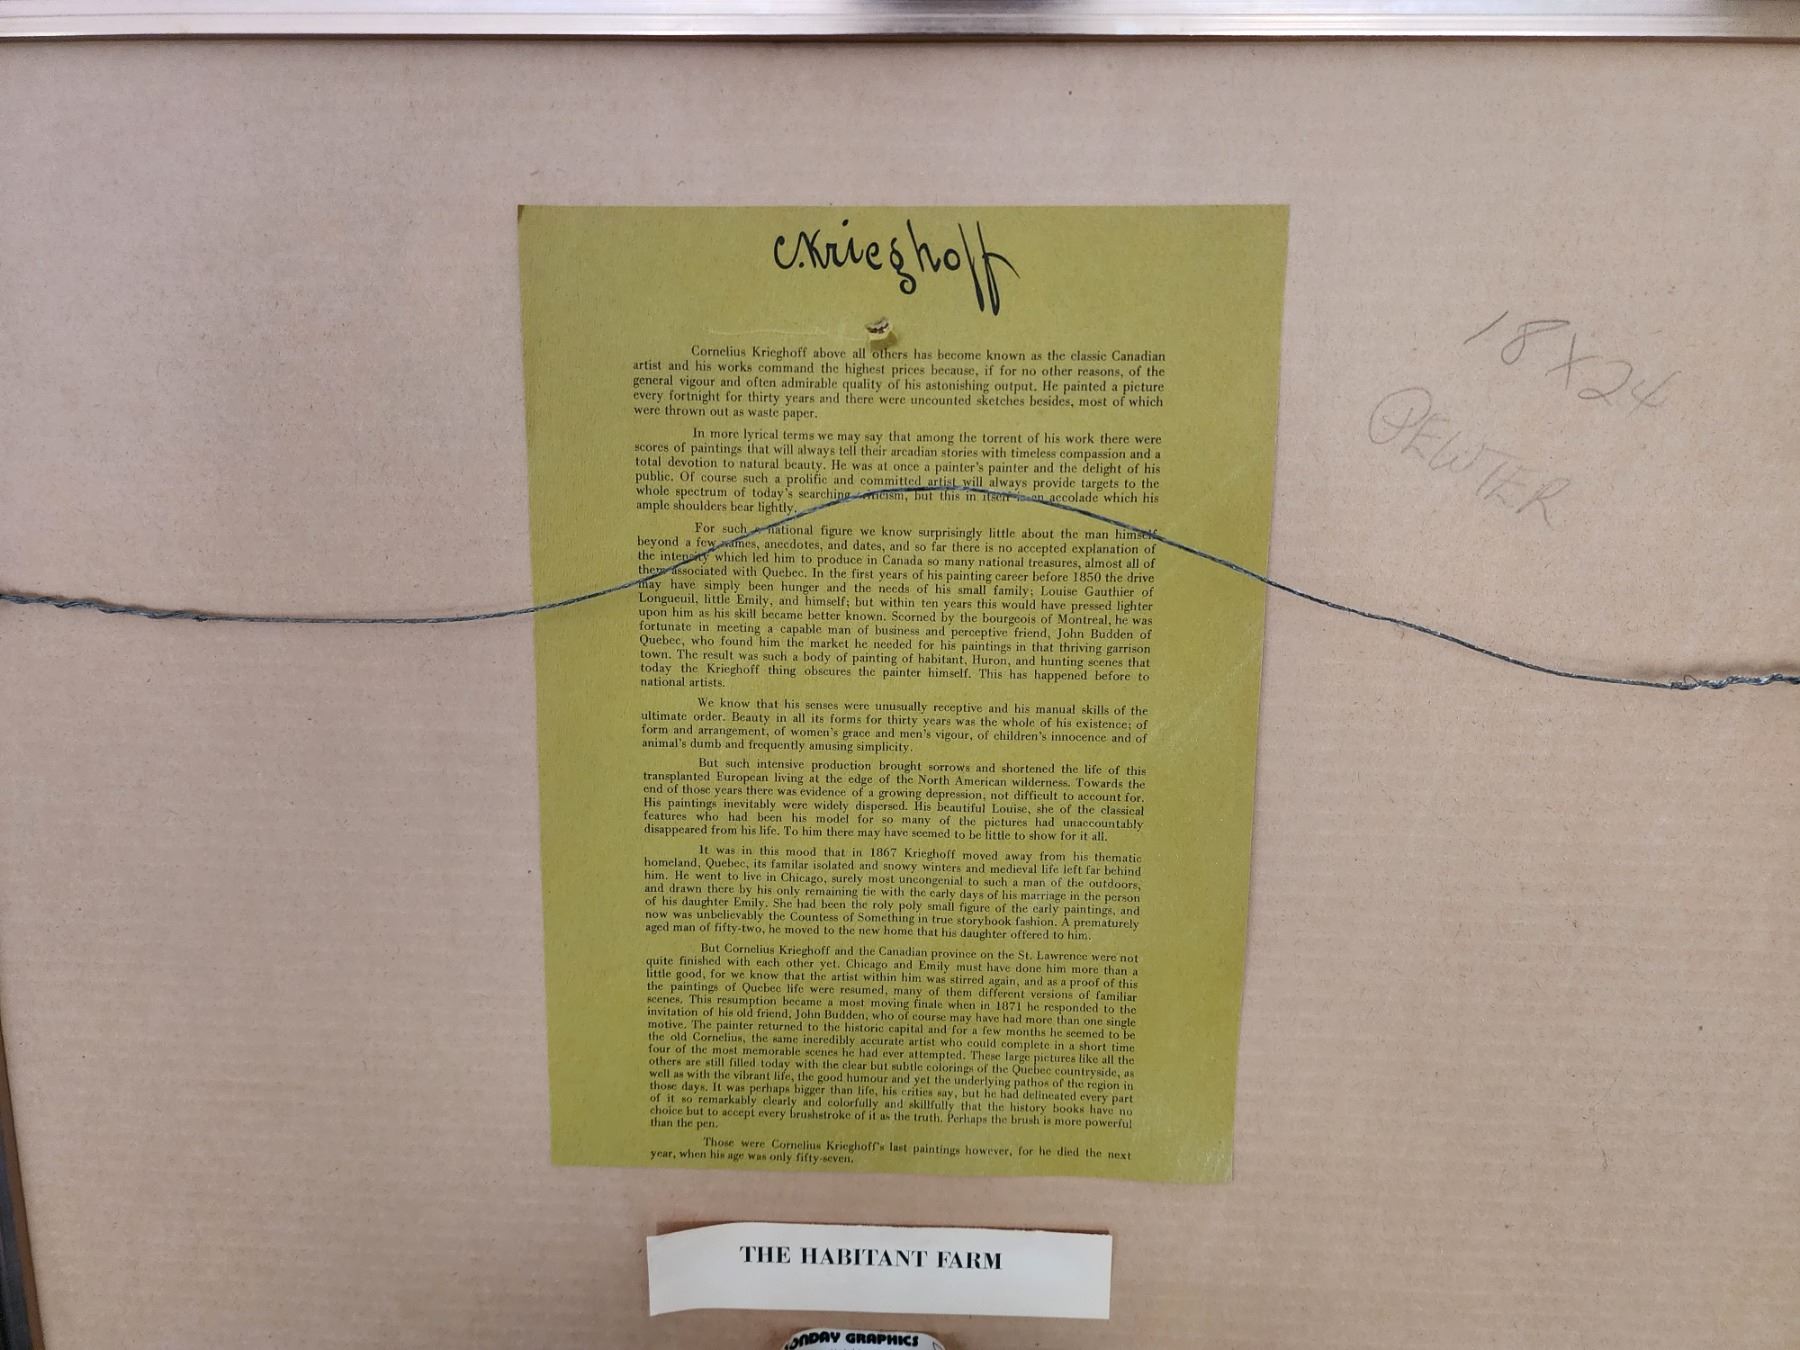 C. Krieghoff
Cornelius Krieghoff above all others has become known as the classic Canadian
artist and his works command the highest prices because, if for no other reasons, of the
general vigour and often admirable quality of his astonishing output. He painted a picture
every fortnight for thirty years and there were uncounted sketches besides, most of which
were thrown out as waste paper.
In more lyrical terms we may say that among the torrent of his work there were
scores of paintings that will always tell their arcadian stories with timeless compassion and a
total devotion to natural beauty. He was at once a painter's painter and the delight of his
public. Of course such a prolific and committed artist will always provide targets to the
whole spectrum of today's searching criticism, but this in itself is an accolade which his
ample shoulders bear lightly.
For such a national figure we know surprisingly little about the man himself
beyond a few names, anecdotes, and dates, and so far there is no accepted explanation of
the intensity which led him to produce in Canada so many national treasures, almost all of
them associated with Quebec. In the first years of his painting career before 1850 the drive
may have simply been hunger and the needs of his small family; Louise Gauthier of
Longueuil, little Emily, and himself; but within ten years this would have pressed lighter
upon him as his skill became better known. Scorned by the bourgeois of Montreal, he was
fortunate in meeting a capable man of business and perceptive friend, John Budden of
Quebec, who found him the market he needed for his paintings in that thriving garrison
town. The result was such a body of painting of habitant, Huron, and hunting scenes that
today the Krieghoff thing obscures the painter himself. This has happened before to
national artists.
We know that his senses were unusually receptive and his manual skills of the
ultimate order. Beauty in all its forms for thirty years was the whole of his existence; of
form and arrangement, of women's grace and men's vigour, of children's innocence and of
animal's dumb and frequently amusing simplicity.
But such intensive production brought sorrows and shortened the life of this
transplanted European living at the edge of the North American wilderness. Towards the
end of those years there was evidence of a growing depression, not difficult to account for.
His paintings inevitably were widely dispersed. His beautiful Louise, she of the classical
features who had been his model for so many of the pictures had unaccountably
disappeared from his life. To him there may have seemed to be little to show for it all.
It was in this mood that in 1867 Krieghoff moved away from his thematic
homeland, Quebec, its familar isolated and snowy winters and medieval life left far behind
him. He went to live in Chicago, surely most uncongenial to such a man of the outdoors,
and drawn there by his only remaining tie with the early days of his marriage in the person
of his daughter Emily. She had been the roly poly small figure of the early paintings, and
now was unbelievably the Countess of Something in true storybook fashion. A prematurely
aged man of fifty-two, he moved to the new home that his daughter offered to him.
But Cornelius Krieghoff and the Canadian province on the St. Lawrence were not
quite finished with each other yet. Chicago and Emily must have done him more than a
little good, for we know that the artist within him was stirred again, and as a proof of this
the paintings of Quebec life were resumed, many of them different versions of familiar
scenes. This resumption became a most moving finale when in 1871 he responded to the
invitation of his old friend, John Budden, who of course may have had more than one single
motive. The painter returned to the historic capital and for a few months he seemed to be
the old Cornelius, the same incredibly accurate artist who could complete in a short time
four of the most memorable scenes he had ever attempted. These large pictures like all the
others are still filled today with the clear but subtle colorings of the Quebec countryside, as
well as with the vibrant life, the good humour and yet the underlying pathos of the region in
those days. It was perhaps bigger than life, his critics say, but he had delineated every part
of it so remarkably clearly and colorfully and skillfully that the history books have no
choice but to accept every brushstroke of it as the truth. Perhaps the brush is more powerful
than the pen.
Those were Cornelius Krieghoff's last paintings however, for he died the next
year, when his age was only fifty-seven.
18 X 24
PEWTER
THE HABITANT FARM
ONDAY GRAPHICS